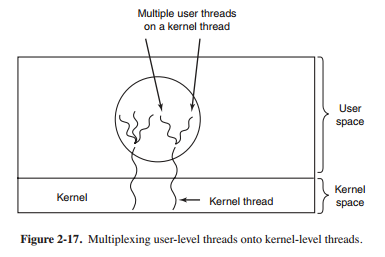 Multiple user threads
on a kernel thread
User
space
Kernel
Kernel thread
Kernel
space
Figure 2-17. Multiplexing user-level threads onto kernel-level threads.